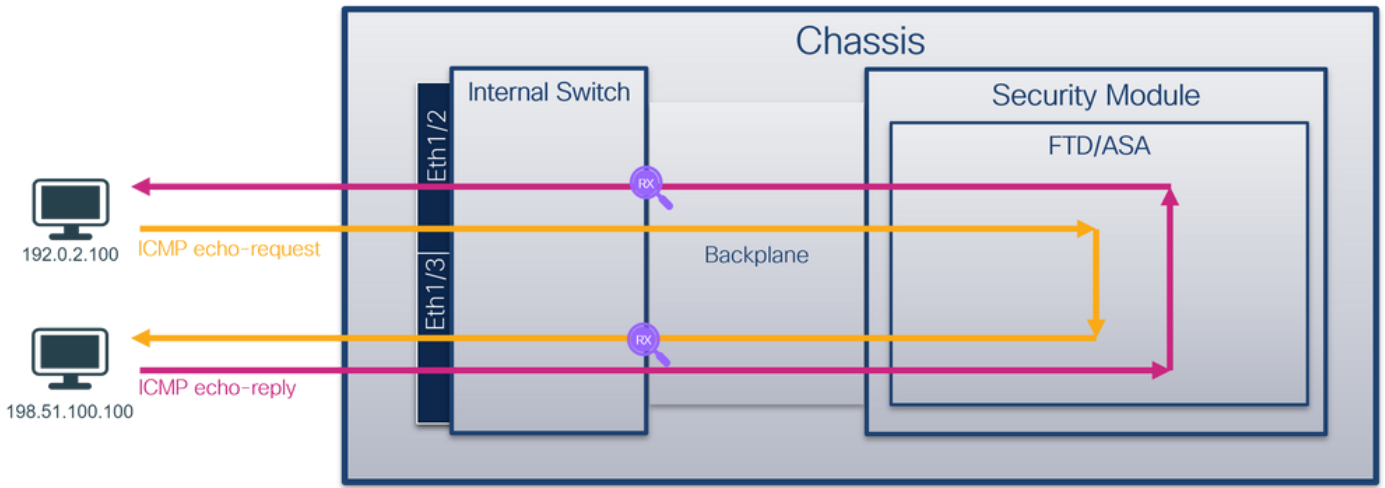 Chassis
Internal Switch
Security Module
FTD/ASA
Eth1/2
RX
192.0.2.100
ICMP echo-request
Backplane
Eth1/3
RX
ICMP echo-reply
198.51.100.100